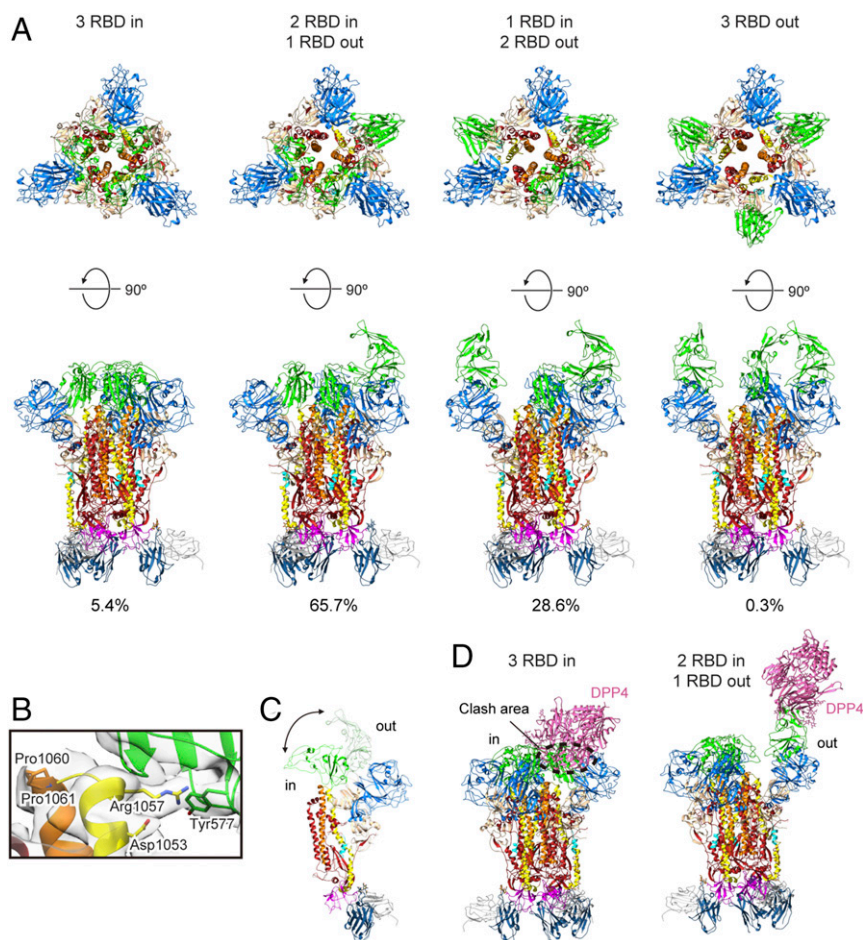 A
3 RBD in
2 RBD in
1 RBD out
1 RBD in
2 RBD out
3 RBD out
90º
90º
90º
90º
5.4%
65.7%
28.6%
0.3%
B
Pro1060
Pro1061
Arg1057
Tyr577
Asp1053
C
out
in
D
3 RBD in
DPP4
Clash area
in
2 RBD in
1 RBD out
DPP4
out